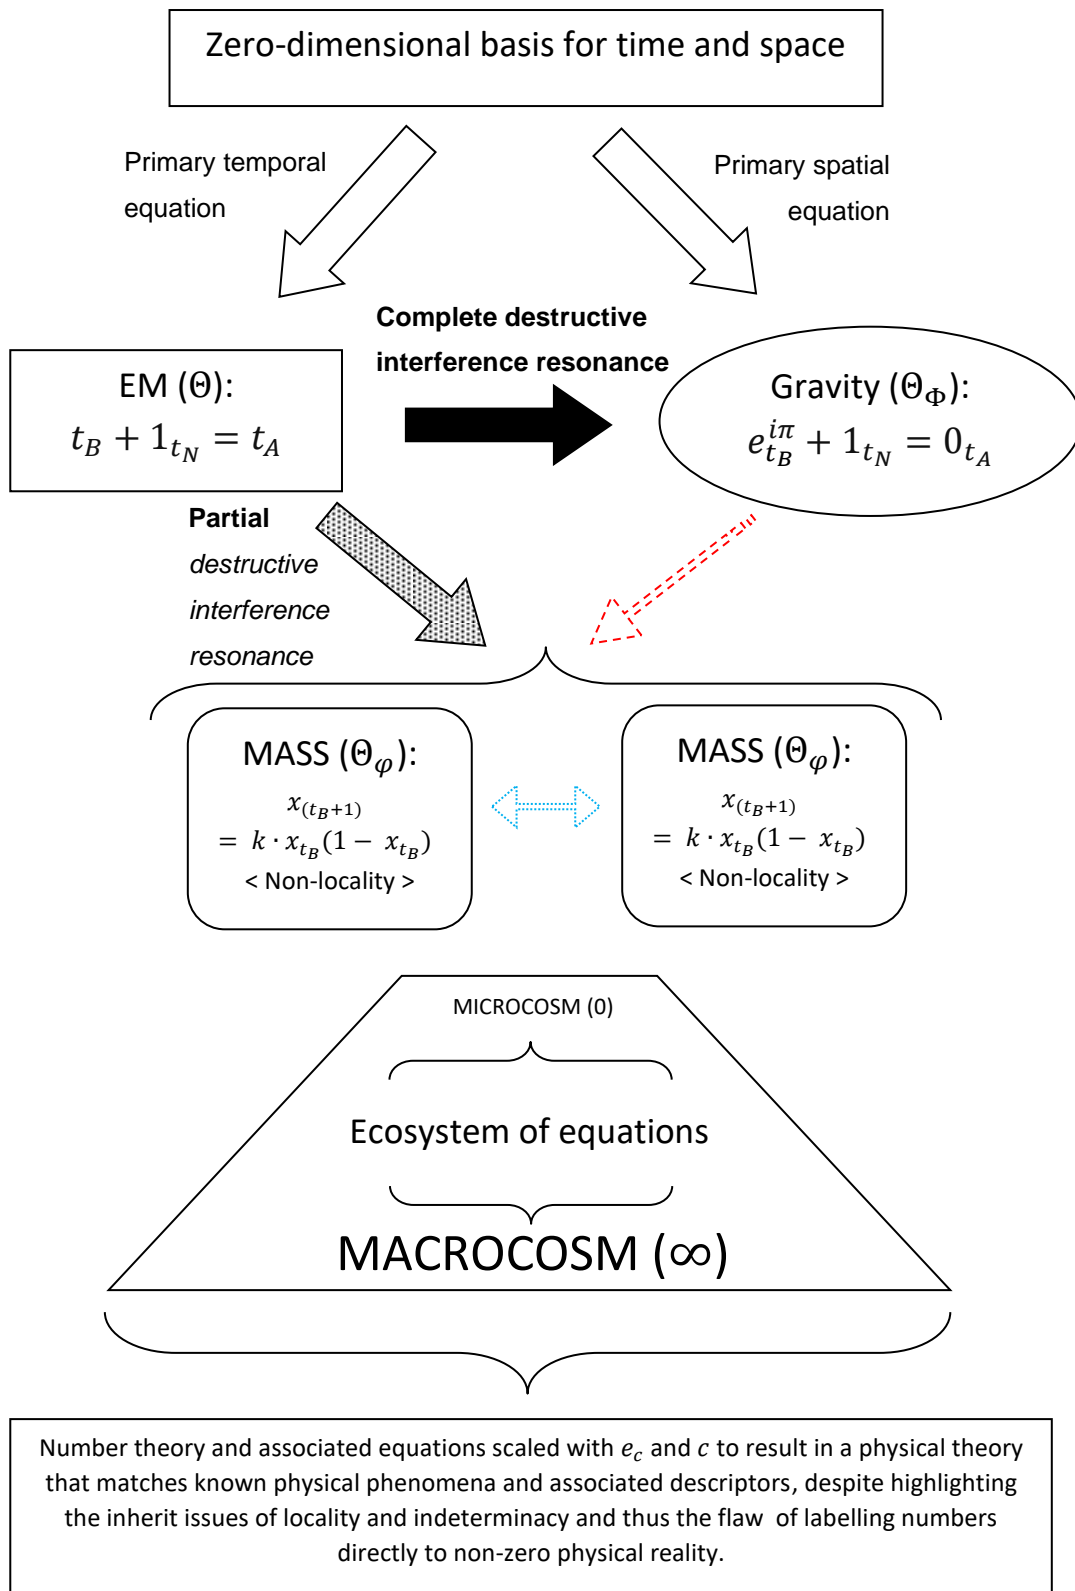 Zero-dimensional basis for time and space
Primary temporal
equation
Primary spatial
equation
Complete destructive
interference resonance
EM (Θ):
t_B + 1_{t_N} = t_A
Gravity (Θ_Φ):
e^{iπ}_{t_B} + 1_{t_N} = 0_{t_A}
Partial
destructive
interference
resonance
MASS (Θ_φ):
x_{(t_B+1)}
= k · x_{t_B}(1 − x_{t_B})
< Non-locality >
MASS (Θ_φ):
x_{(t_B+1)}
= k · x_{t_B}(1 − x_{t_B})
< Non-locality >
MICROCOSM (0)
Ecosystem of equations
MACROCOSM (∞)
Number theory and associated equations scaled with e_c and c to result in a physical theory
that matches known physical phenomena and associated descriptors, despite highlighting
the inherit issues of locality and indeterminacy and thus the flaw of labelling numbers
directly to non-zero physical reality.